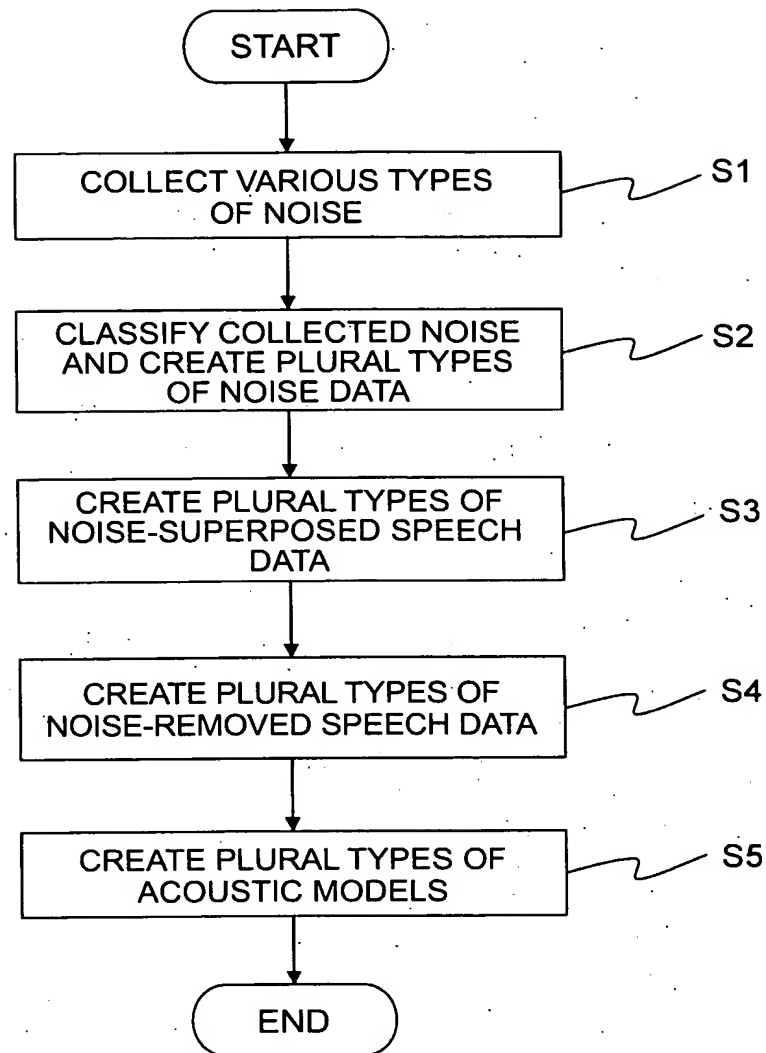 START
COLLECT VARIOUS TYPES
OF NOISE
S1
CLASSIFY COLLECTED NOISE
AND CREATE PLURAL TYPES
OF NOISE DATA
S2
CREATE PLURAL TYPES OF
NOISE-SUPERPOSED SPEECH
DATA
S3
CREATE PLURAL TYPES OF
NOISE-REMOVED SPEECH DATA
S4
CREATE PLURAL TYPES OF
ACOUSTIC MODELS
S5
END